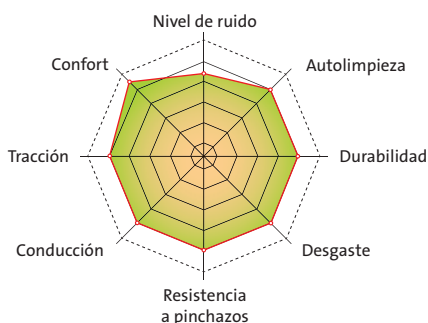 Nivel de ruido
Confort
Autolimpieza
Tracción
Durabilidad
Conducción
Desgaste
Resistencia
a pinchazos